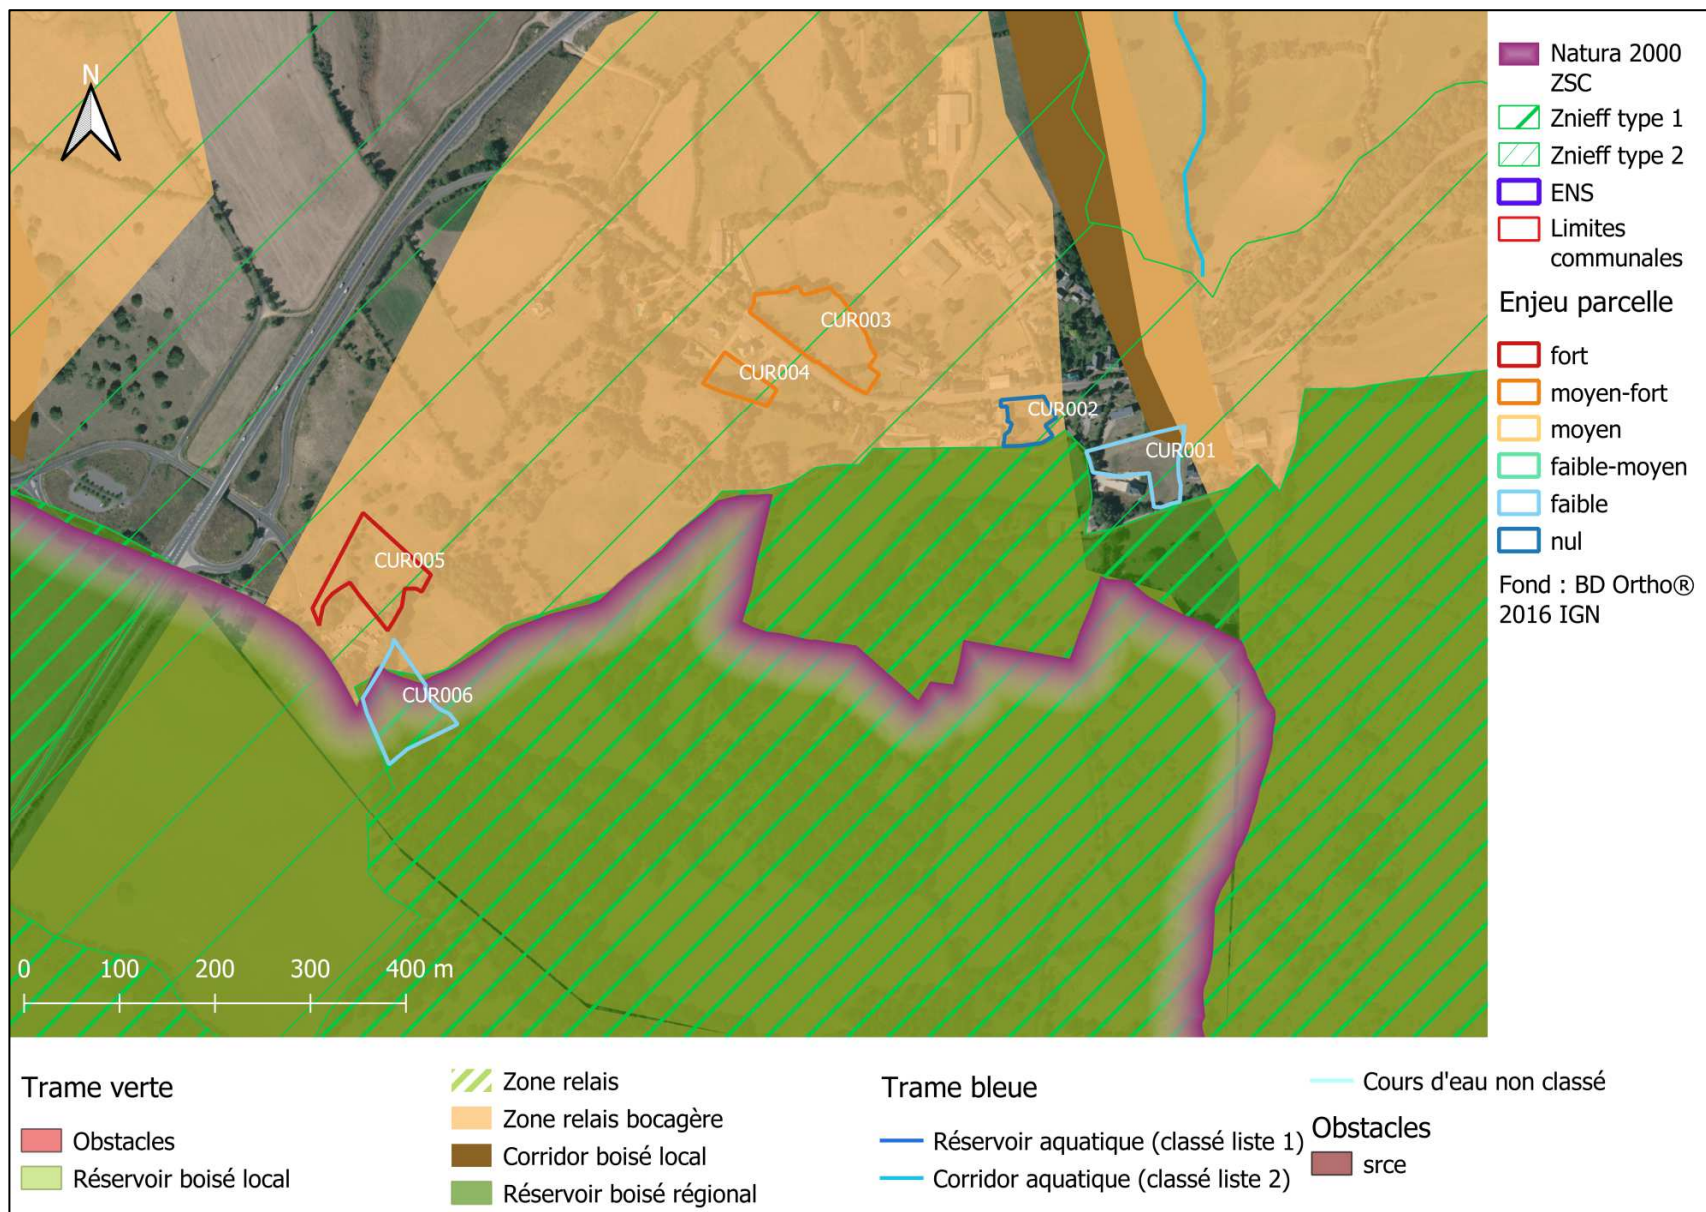 N
CUR003
CUR004
CUR002
CUR001
CUR005
CUR006
0 100 200 300 400 m
Natura 2000
ZSC
Znieff type 1
Znieff type 2
ENS
Limites
communales
Enjeu parcelle
fort
moyen-fort
moyen
faible-moyen
faible
nul
Fond : BD Ortho®
2016 IGN
Trame verte
Obstacles
Réservoir boisé local
Zone relais
Zone relais bocagère
Corridor boisé local
Réservoir boisé régional
Trame bleue
Réservoir aquatique (classé liste 1)
Corridor aquatique (classé liste 2)
Cours d'eau non classé
Obstacles
srce